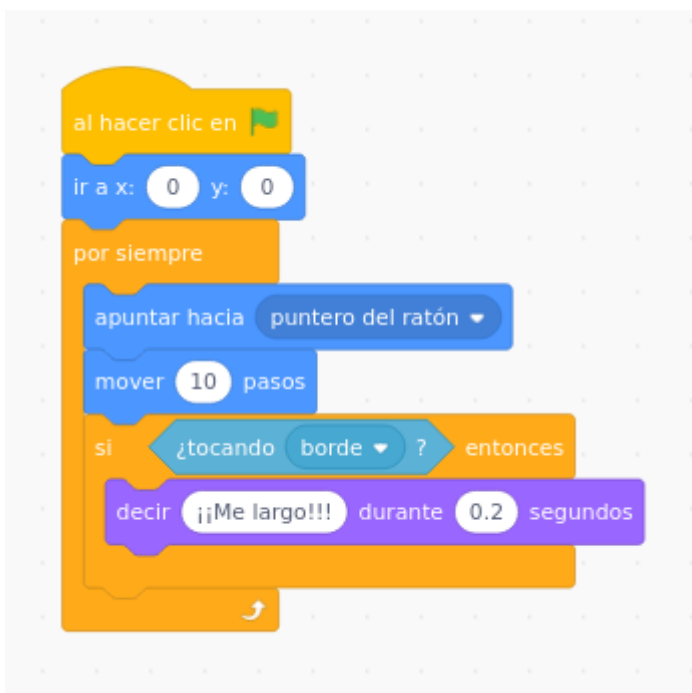 al hacer clic en
ir a x: 0 y: 0
por siempre
apuntar hacia puntero del ratón
mover 10 pasos
si ¿tocando borde ? entonces
decir ¡¡Me largo!!! durante 0.2 segundos